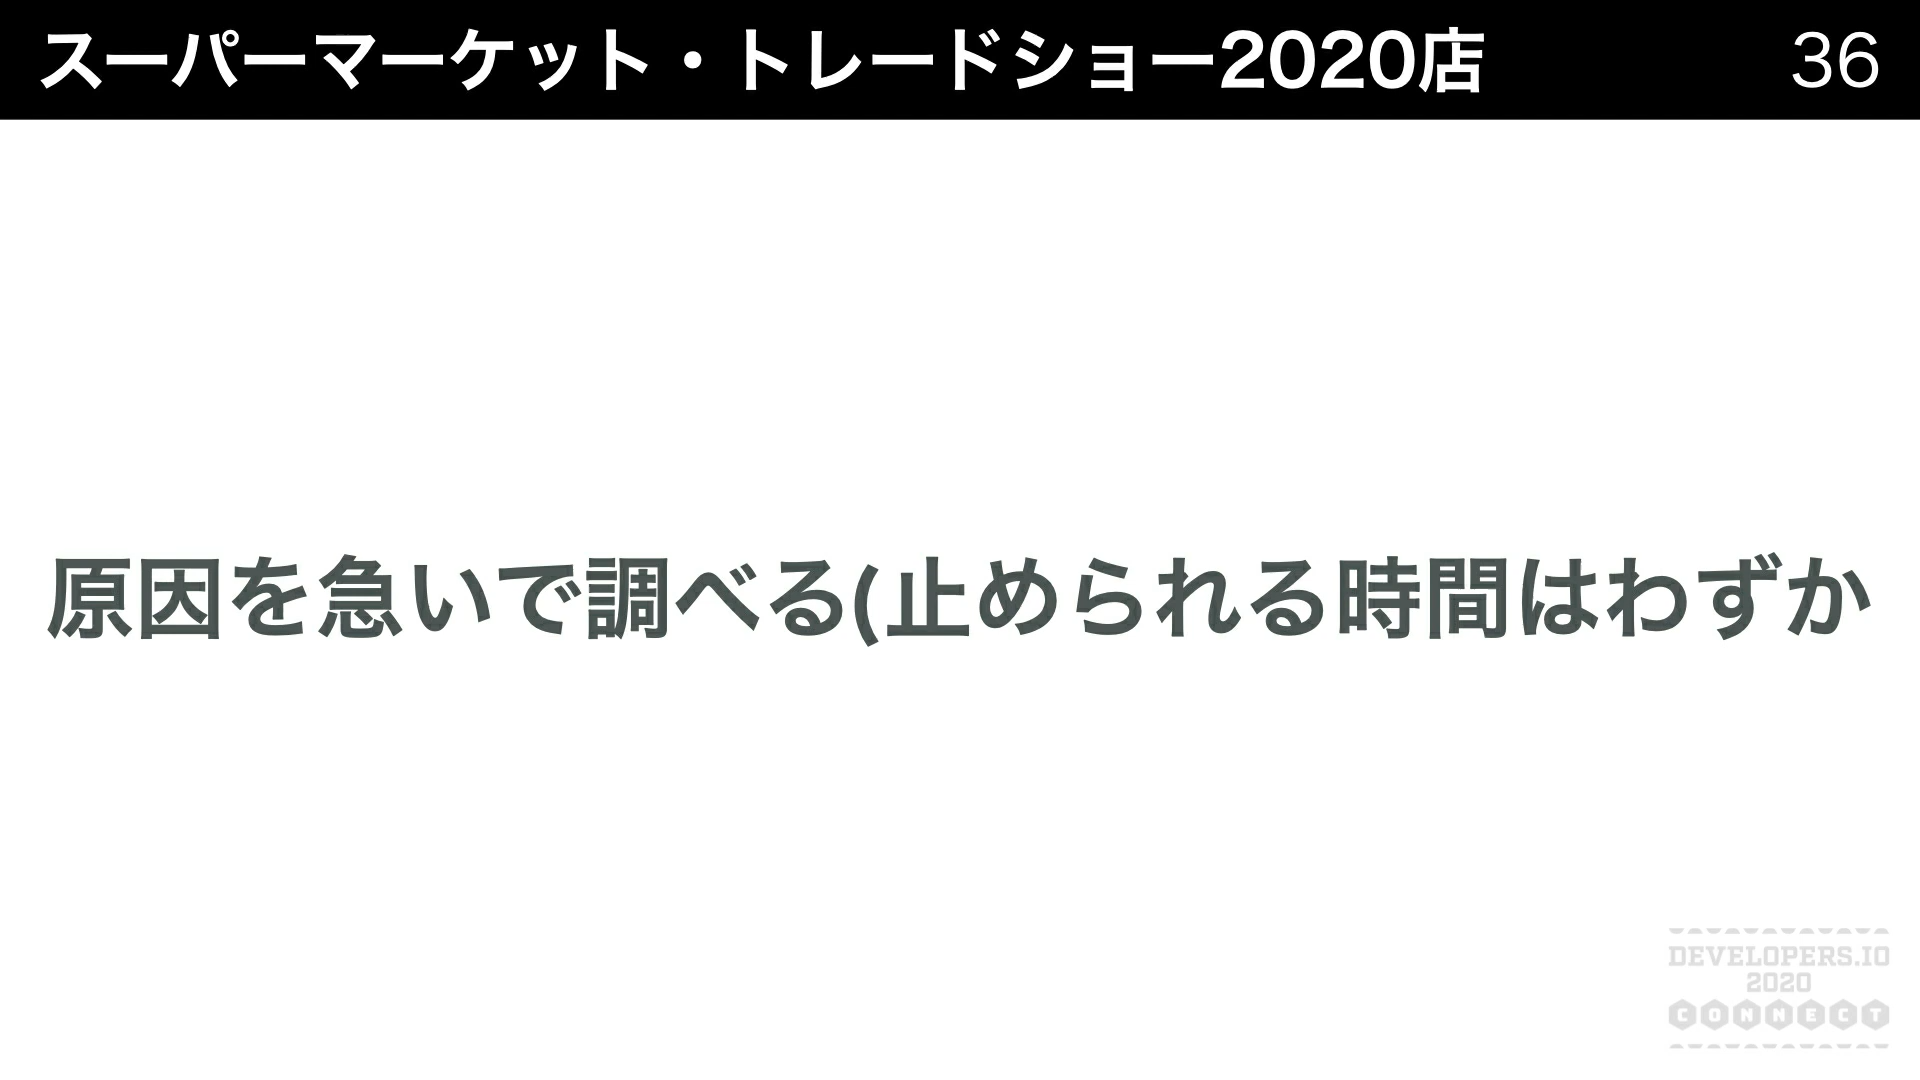 スーパーマーケット・トレードショー2020店
36
原因を急いで調べる(止められる時間はわずか
DEVELOPERS.IO
2020
CONNECT